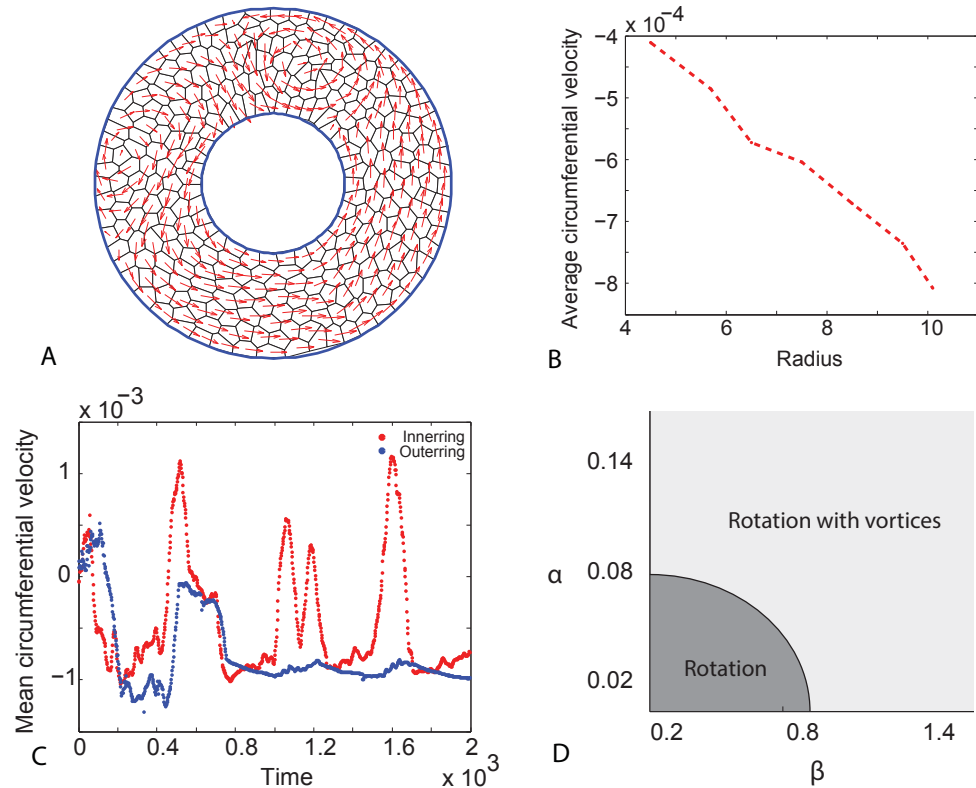 A
× 10−4
Average circumferential velocity
−4
−5
−6
−7
−8
4
6
8
10
Radius
B
x 10−3
Mean circumferential velocity
1
0
−1
Innerring
Outerring
0
0.4
0.8
1.2
1.6
2
x 103
Time
C
0.14
0.08
0.02
α
Rotation with vortices
Rotation
0.2
0.8
1.4
β
D